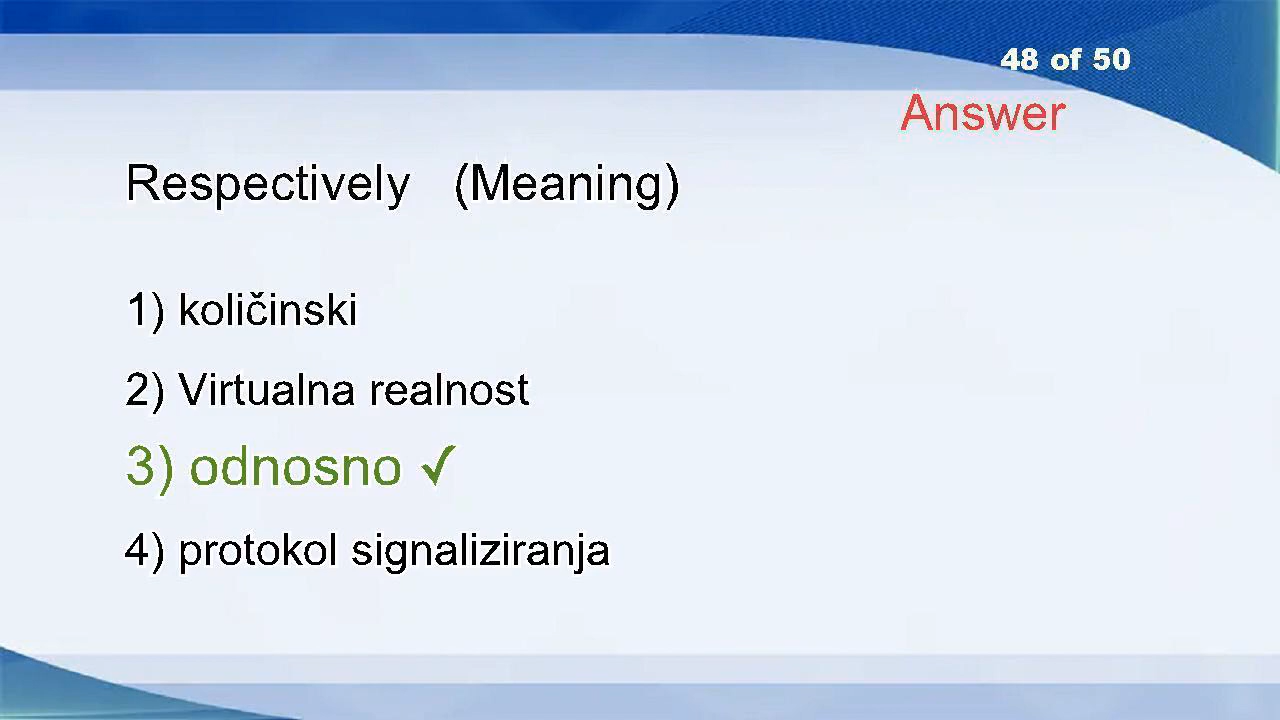 48 of 50
Answer
Respectively (Meaning)
1) količinski
2) Virtualna realnost
3) odnosno ✓
4) protokol signaliziranja